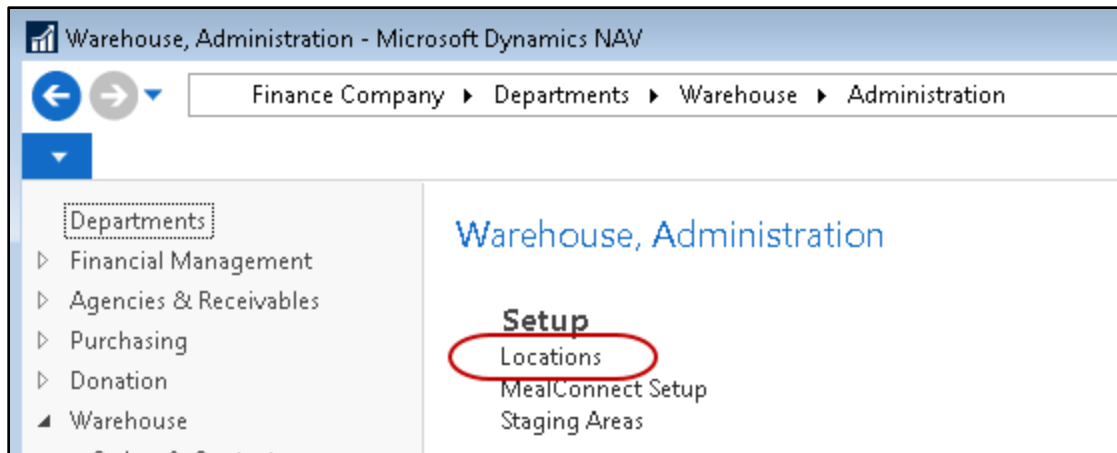 Warehouse, Administration - Microsoft Dynamics NAV
Finance Company ▸ Departments ▸ Warehouse ▸ Administration
Departments
Financial Management
Agencies & Receivables
Purchasing
Donation
Warehouse
Warehouse, Administration
Setup
Locations
MealConnect Setup
Staging Areas